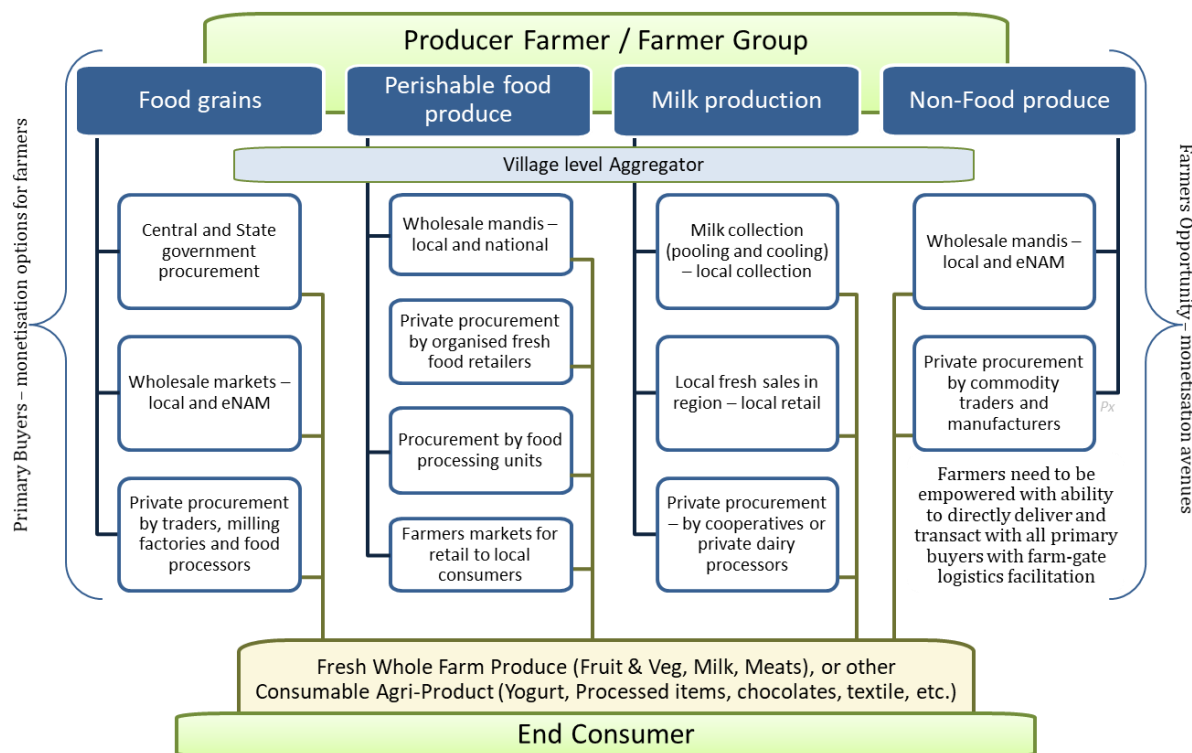 Producer Farmer / Farmer Group
Food grains
Perishable food
produce
Milk production
Non-Food produce
Village level Aggregator
Primary Buyers – monetisation options for farmers
Central and State
government
procurement
Wholesale markets –
local and eNAM
Private procurement
by traders, milling
factories and food
processors
Wholesale mandis –
local and national
Private procurement
by organised fresh
food retailers
Procurement by food
processing units
Farmers markets for
retail to local
consumers
Milk collection
(pooling and cooling)
– local collection
Local fresh sales in
region – local retail
Private procurement
– by cooperatives or
private dairy
processors
Wholesale mandis –
local and eNAM
Private procurement
by commodity
traders and
manufacturers
Px
Farmers need to be
empowered with ability
to directly deliver and
transact with all primary
buyers with farm-gate
logistics facilitation
Farmers Opportunity – monetisation avenues
Fresh Whole Farm Produce (Fruit & Veg, Milk, Meats), or other
Consumable Agri-Product (Yogurt, Processed items, chocolates, textile, etc.)
End Consumer